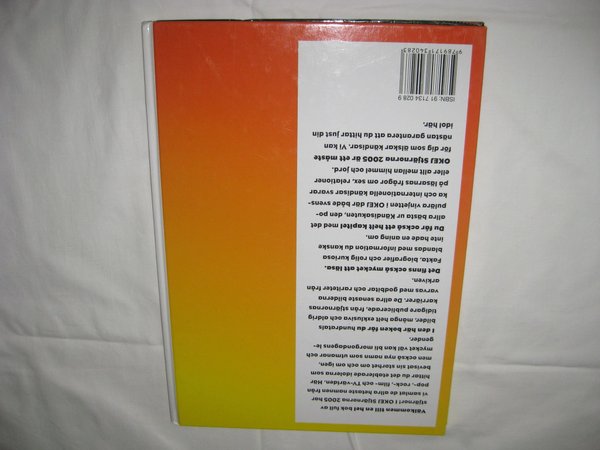 Välkommen till en hel bok full av
stjärnor! I OKEJ Stjärnorna 2005 har
vi samlat de allra hetaste namnen från
pop-, rock-, film-, och TV-världen. Här
hittar du det etablerade idolerna som
bevisat sin storhet om och om igen,
men också nya namn som utmanar och
mycket väl kan bli morgondagens le-
gender.
I den här boken får du hundratals
bilder, många helt exklusiva och aldrig
tidigare publicerade, från stjärnornas
karriärer. De allra senaste bilderna
varvas med godbitar och rariteter från
arkiven.
Det finns också mycket att läsa.
Fakta, biografier och rolig kuriosa
blandas med information du kanske
inte hade en aning om.
Du får också ett helt kapitel med det
allra bästa ur Kändisakuten, den po-
pulära vinjetten i OKEJ där både svens-
ka och internationella kändisar svarar
på läsarnas frågor om sex, relationer
eller allt mellan himmel och jord.
OKEJ Stjärnorna 2005 är ett måste
för dig som älskar kändisar. Vi kan
nästan garantera att du hittar just din
idol här.
ISBN: 91 7134 028 9
9 789171 340283